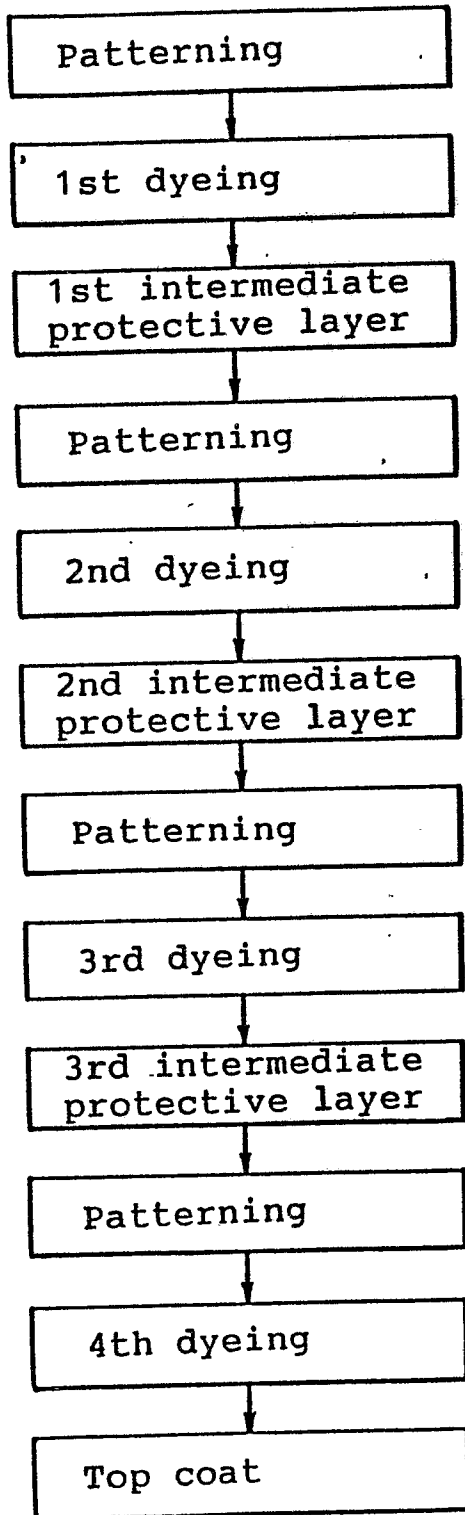 Patterning
1st dyeing
1st intermediate
protective layer
Patterning
2nd dyeing
2nd intermediate
protective layer
Patterning
3rd dyeing
3rd intermediate
protective layer
Patterning
4th dyeing
Top coat